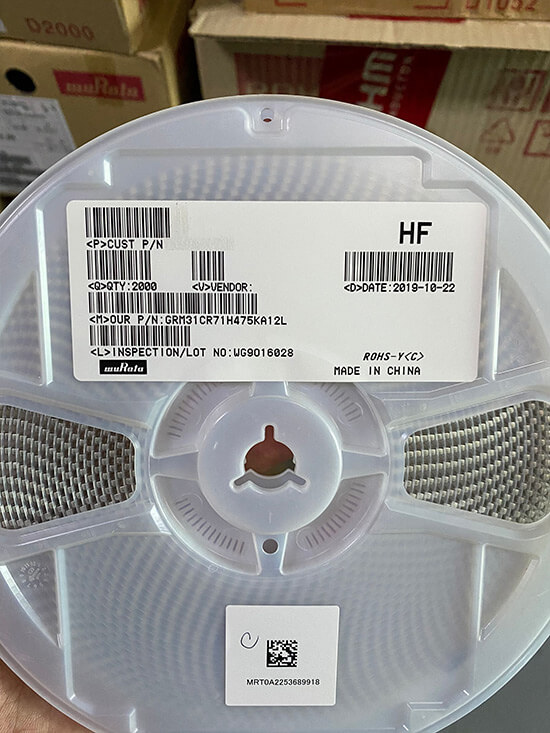 D2000
muRata
HF
<P>CUST P/N
<Q>QTY:2000 <V>VENDOR: <D>DATE:2019-10-22
<M>OUR P/N:GRM31CR71H475KA12L
<L>INSPECTION/LOT NO:WG9016028 ROHS-Y<C>
muRata MADE IN CHINA
C
MRT0A2253689918